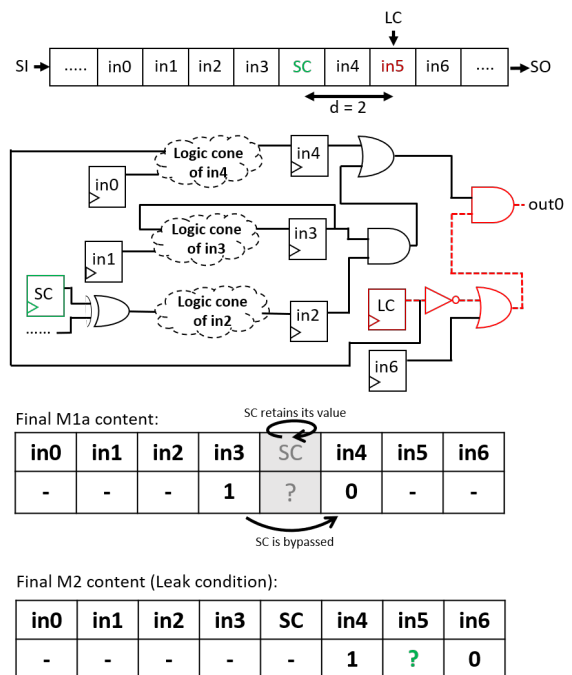 LC
SI ..... in0 in1 in2 in3 SC in4 in5 in6 .... SO
d = 2
Logic cone
of in4
in4
in0
out0
Logic cone
of in3
in3
in1
SC
Logic cone
of in2
in2
LC
......
in6
SC retains its value
Final M1a content:
in0 in1 in2 in3 SC in4 in5 in6
- - - 1 ? 0 - -
SC is bypassed
Final M2 content (Leak condition):
in0 in1 in2 in3 SC in4 in5 in6
- - - - - 1 ? 0